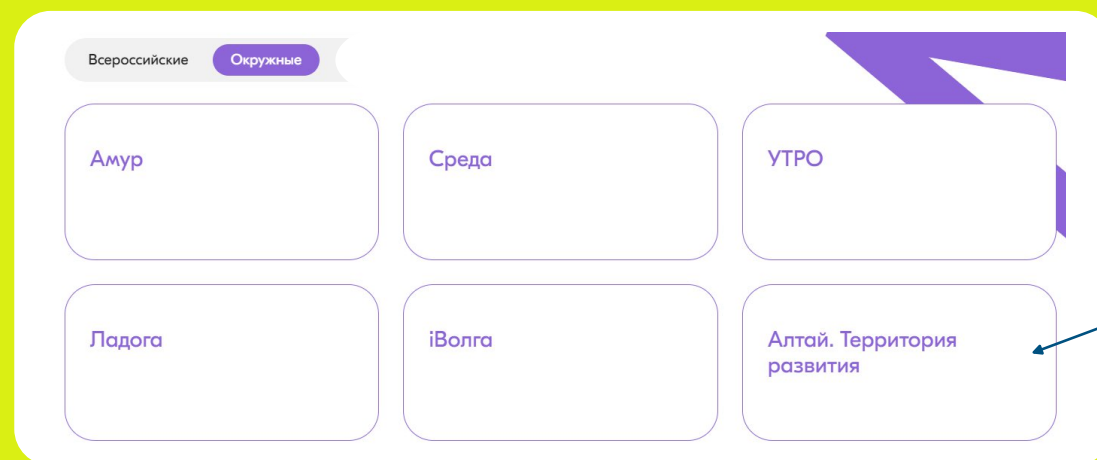 Всероссийские
Окружные
Амур
Среда
УТРО
Ладога
iВолга
Алтай. Территория
развития